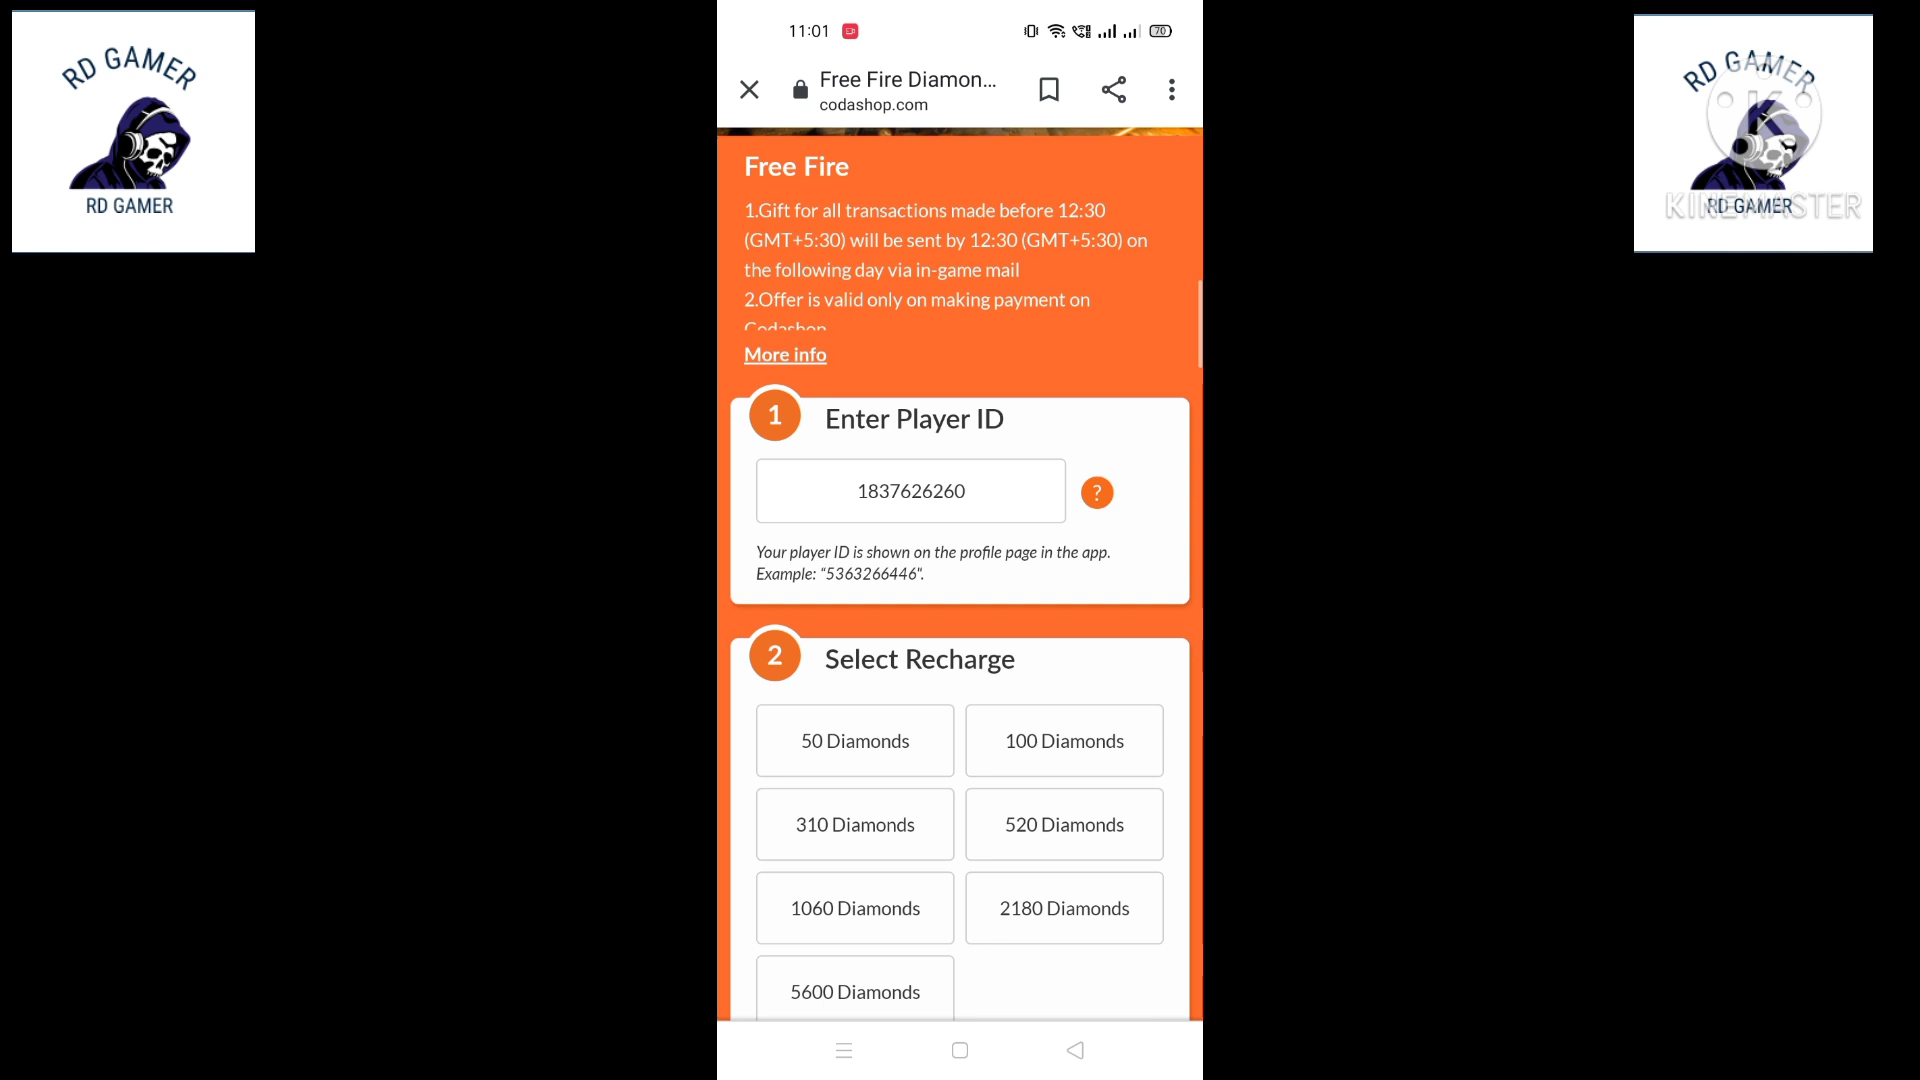 RD GAMER
RD GAMER
11:01
70
Free Fire Diamon...
codashop.com
Free Fire
1.Gift for all transactions made before 12:30
(GMT+5:30) will be sent by 12:30 (GMT+5:30) on
the following day via in-game mail
2.Offer is valid only on making payment on
Codashop
More info
1 Enter Player ID
1837626260
?
Your player ID is shown on the profile page in the app.
Example: "5363266446".
2 Select Recharge
50 Diamonds
100 Diamonds
310 Diamonds
520 Diamonds
1060 Diamonds
2180 Diamonds
5600 Diamonds
RD GAMER
K
KINEMASTER
RD GAMER